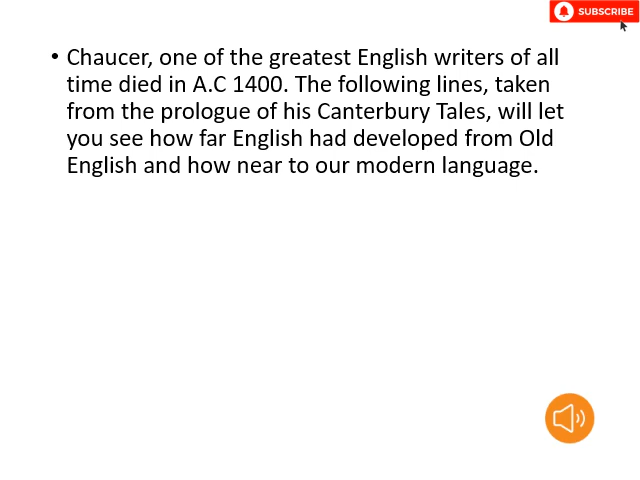 SUBSCRIBE
• Chaucer, one of the greatest English writers of all
time died in A.C 1400. The following lines, taken
from the prologue of his Canterbury Tales, will let
you see how far English had developed from Old
English and how near to our modern language.